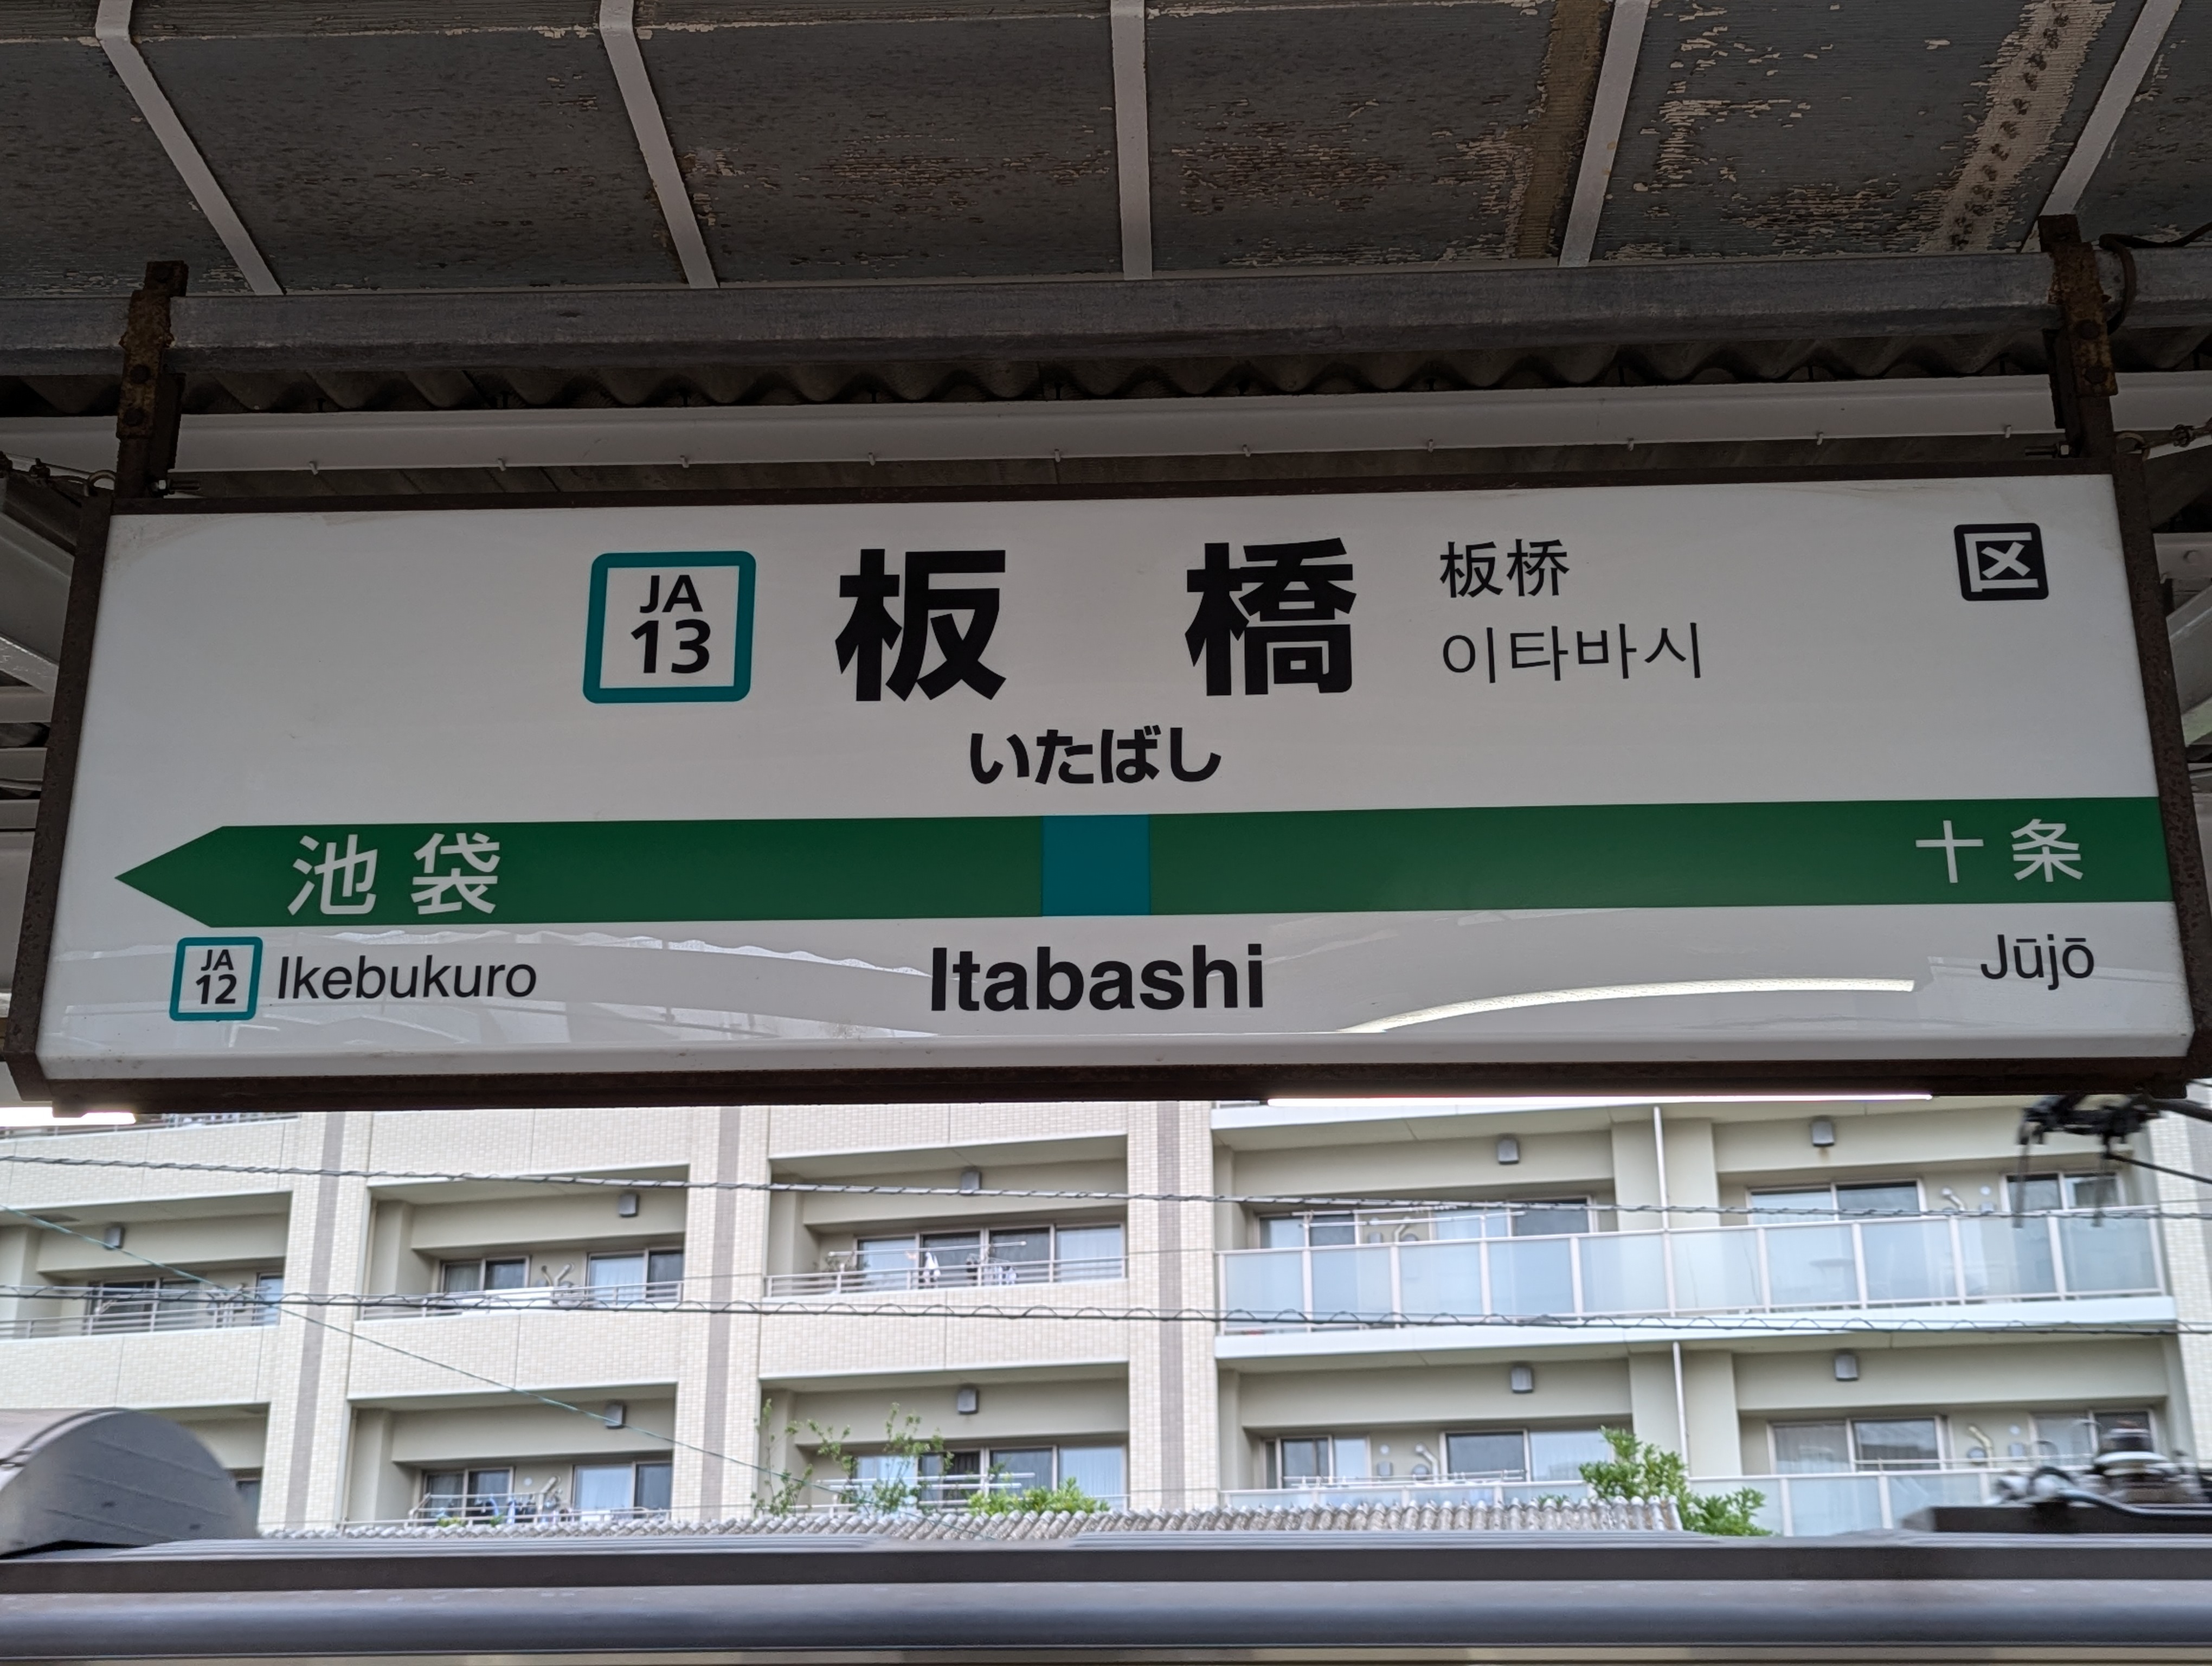 JA
13
板橋
板桥
이타바시
区
いたばし
池袋
十条
JA
12
Ikebukuro
Itabashi
Jūjō